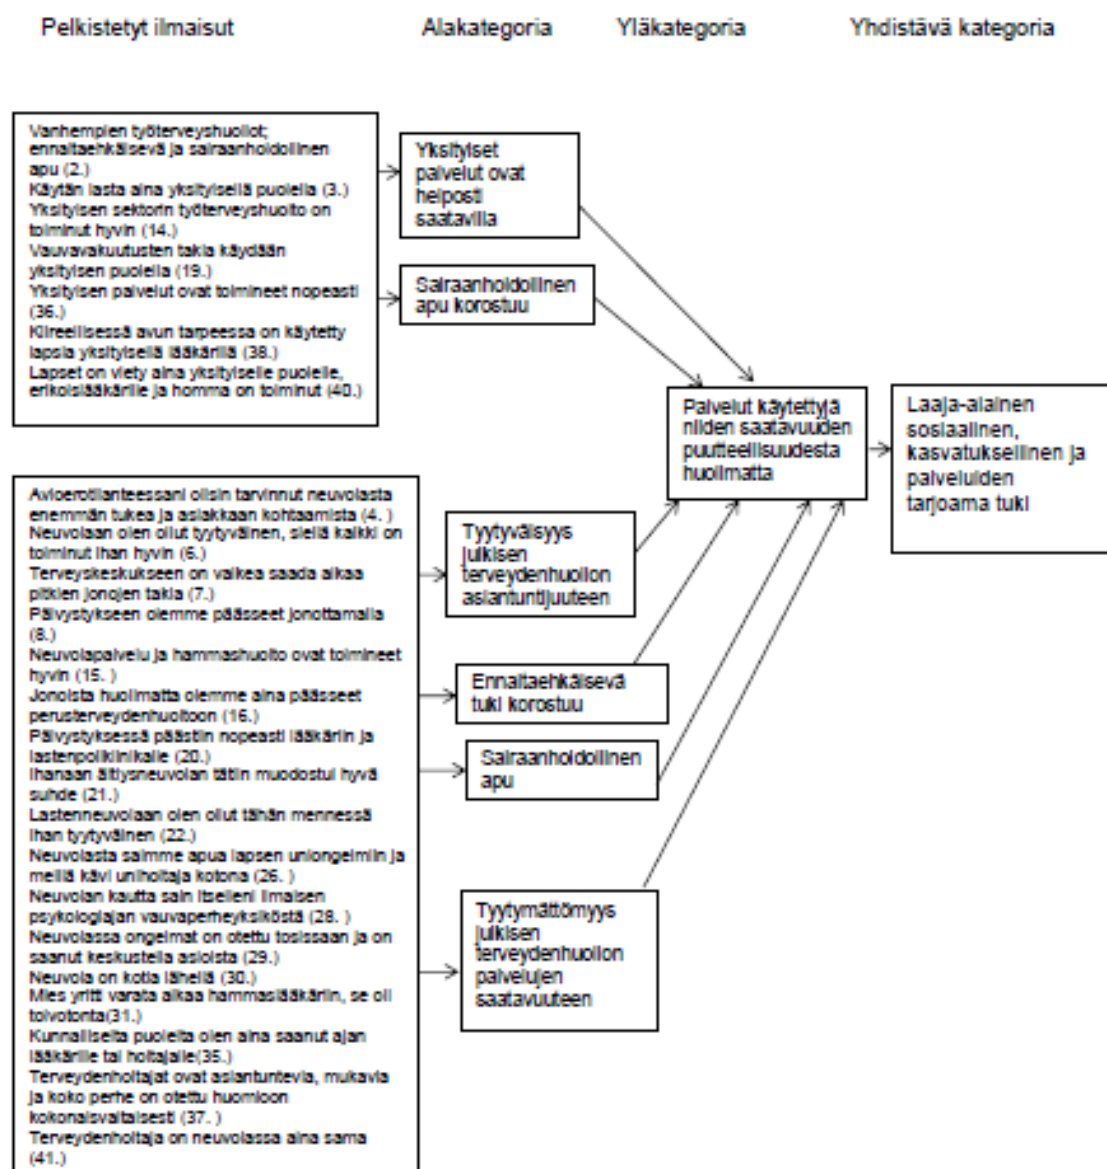 Pelkistetyt ilmaisut
Alakategoria
Yläkategoria
Yhdistävä kategoria
Vanhempien työterveyshuollot;
ennaltaehkäisevä ja sairaanhoidollinen
apu (2.)
Käytän lasta aina yksityisellä puolella (3.)
Yksityisen sektorin työterveyshuolto on
toiminut hyvin (14.)
Vauvavakuutusten takia käydään
yksityisen puolella (19.)
Yksityisen palvelut ovat toimineet nopeasti
(36.)
Kiireellisessä avun tarpeessa on käytetty
lapsia yksityisellä lääkärillä (38.)
Lapset on viety aina yksityiselle puolelle,
erikoislääkärille ja homma on toiminut (40.)
Yksityiset
palvelut ovat
helposti
saatavilla
Sairaanhoidollinen
apu korostuu
Palvelut käytettyjä
niiden saatavuuden
puutteellisuudesta
huolimatta
Laaja-alainen
sosiaalinen,
kasvatuksellinen ja
palveluiden
tarjoama tuki
Avioerotilanteessani olisin tarvinnut neuvolasta
enemmän tukea ja asiakkaan kohtaamista (4. )
Neuvolaan olen ollut tyytyväinen, siellä kaikki on
toiminut ihan hyvin (6.)
Terveyskeskukseen on vaikea saada aikaa
pitkien jonojen takia (7.)
Päivystykseen olemme päässeet jonottamalla
(8.)
Neuvolapalvelu ja hammashuolto ovat toimineet
hyvin (15. )
Jonoista huolimatta olemme aina päässeet
perusterveydenhuoltoon (16.)
Päivystyksessä päästiin nopeasti lääkäriin ja
lastenpoliklinikalle (20.)
Ihanaan äitiysneuvolan tätiin muodostui hyvä
suhde (21.)
Lastenneuvolaan olen ollut tähän mennessä
ihan tyytyväinen (22.)
Neuvolasta saimme apua lapsen uniongelmiin ja
meillä kävi unihoitaja kotona (26. )
Neuvolan kautta sain itselleni ilmaisen
psykologiajan vauvaperheyksiköstä (28. )
Neuvolassa ongelmat on otettu tosissaan ja on
saanut keskustella asioista (29.)
Neuvola on kotia lähellä (30.)
Mies yritti varata aikaa hammaslääkäriin, se oli
toivotonta(31.)
Kunnalliselta puolelta olen aina saanut ajan
lääkärille tai hoitajalle(35.)
Terveydenhoitajat ovat asiantuntevia, mukavia
ja koko perhe on otettu huomioon
kokonaisvaltaisesti (37. )
Terveydenhoitaja on neuvolassa aina sama
(41.)
Tyytyväisyys
julkisen
terveydenhuollon
asiantuntijuuteen
Ennaltaehkäisevä
tuki korostuu
Sairaanhoidollinen
apu
Tyytymättömyys
julkisen
terveydenhuollon
palvelujen
saatavuuteen